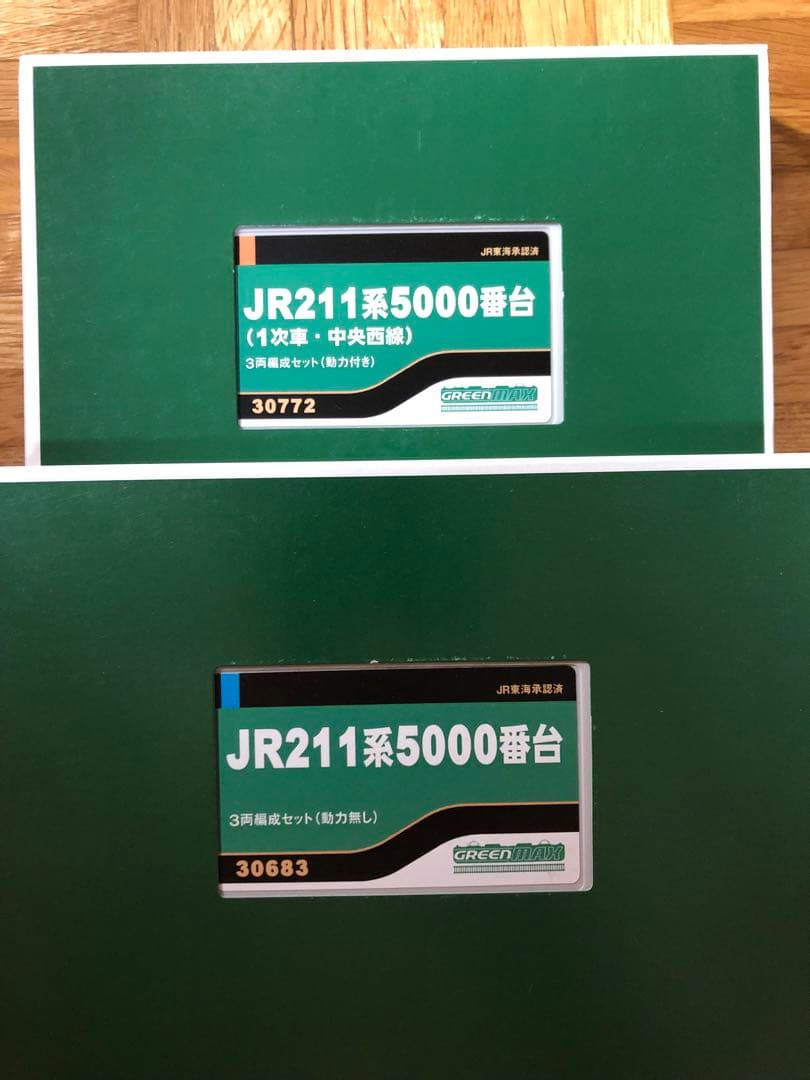 JR東海承認済
JR211系5000番台
(1次車・中央西線)
3両編成セット(動力付き)
30772
GREENMAX
JR東海承認済
JR211系5000番台
3両編成セット(動力無し)
30683
GREENMAX